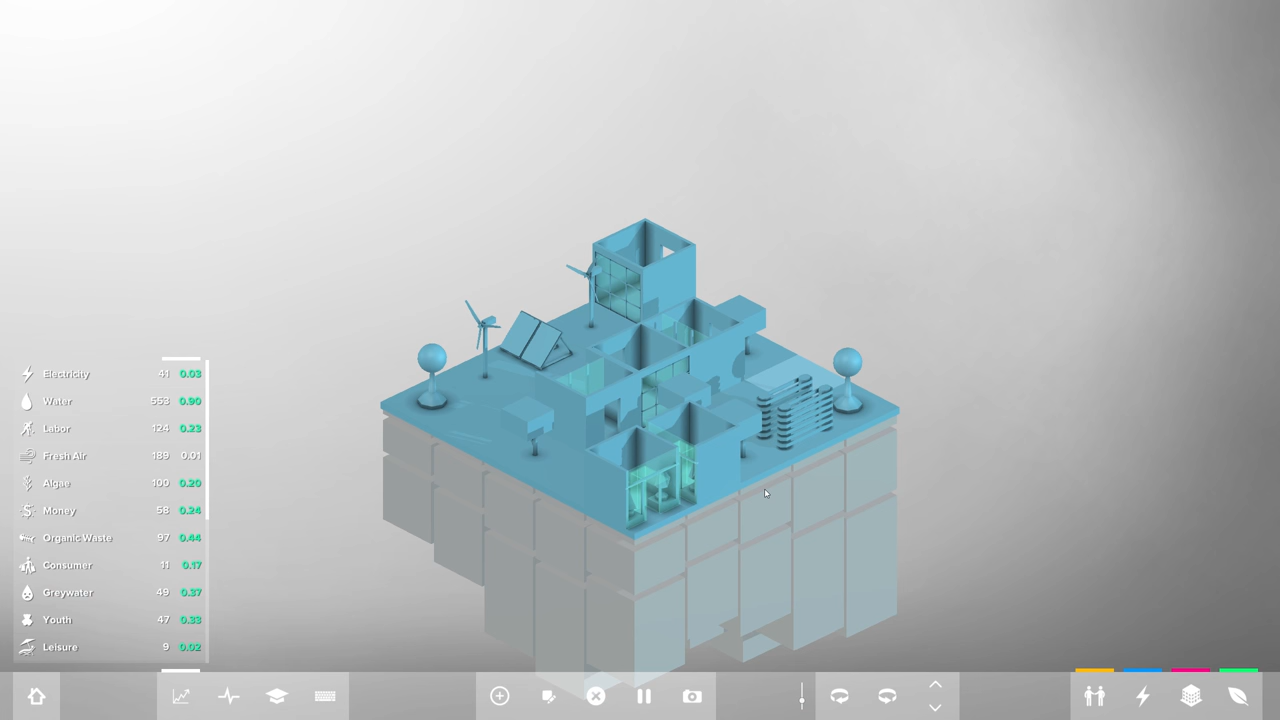 Electricity 41 0.03
Water 553 0.90
Labor 124 0.23
Fresh Air 189 0.01
Algae 100 0.20
Money 58 0.24
Organic Waste 97 0.44
Consumer 11 0.17
Greywater 49 0.37
Youth 47 0.33
Leisure 9 0.02